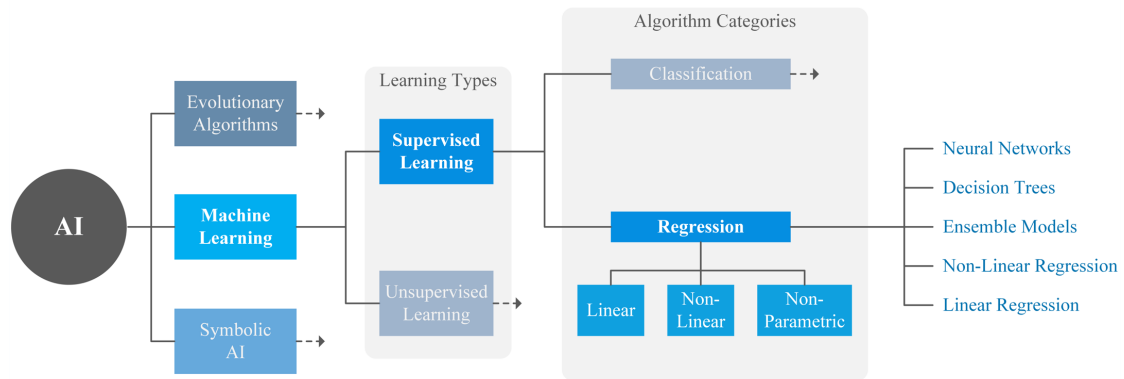 AI
Evolutionary
Algorithms
Machine
Learning
Symbolic
AI
Learning Types
Supervised
Learning
Unsupervised
Learning
Algorithm Categories
Classification
Regression
Linear
Non-
Linear
Non-
Parametric
Neural Networks
Decision Trees
Ensemble Models
Non-Linear Regression
Linear Regression